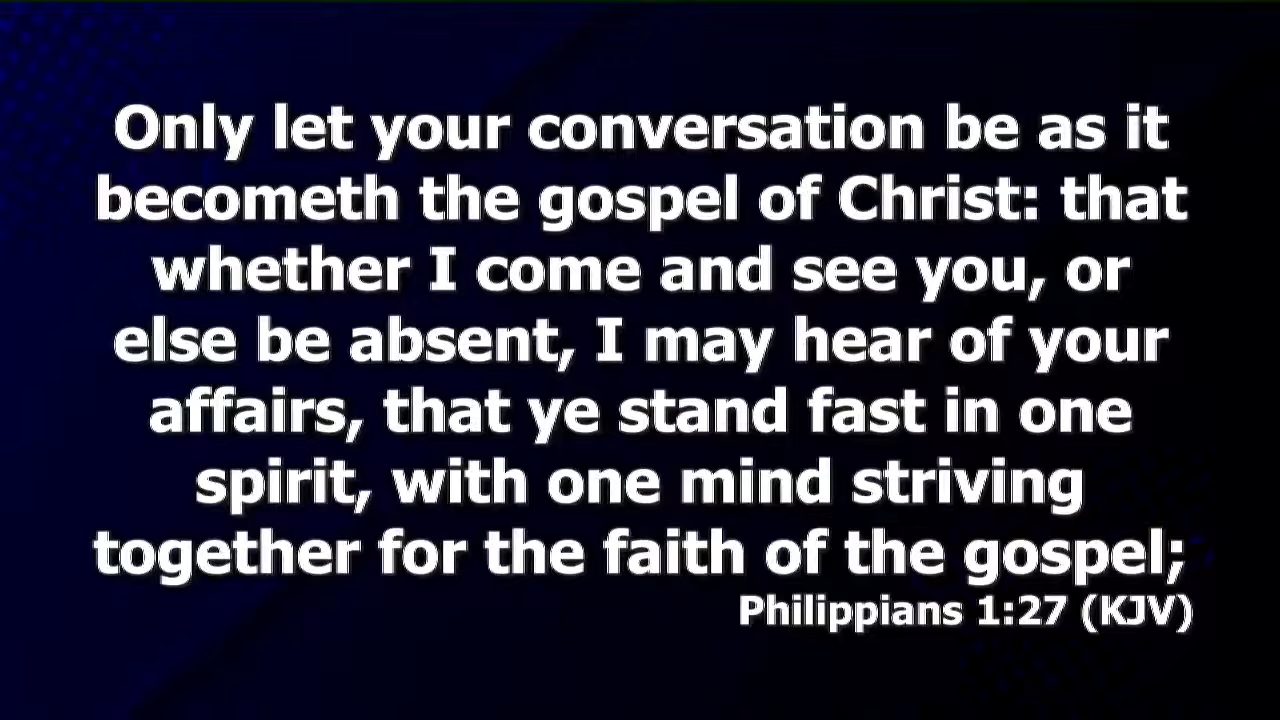 Only let your conversation be as it
becometh the gospel of Christ: that
whether I come and see you, or
else be absent, I may hear of your
affairs, that ye stand fast in one
spirit, with one mind striving
together for the faith of the gospel;
Philippians 1:27 (KJV)